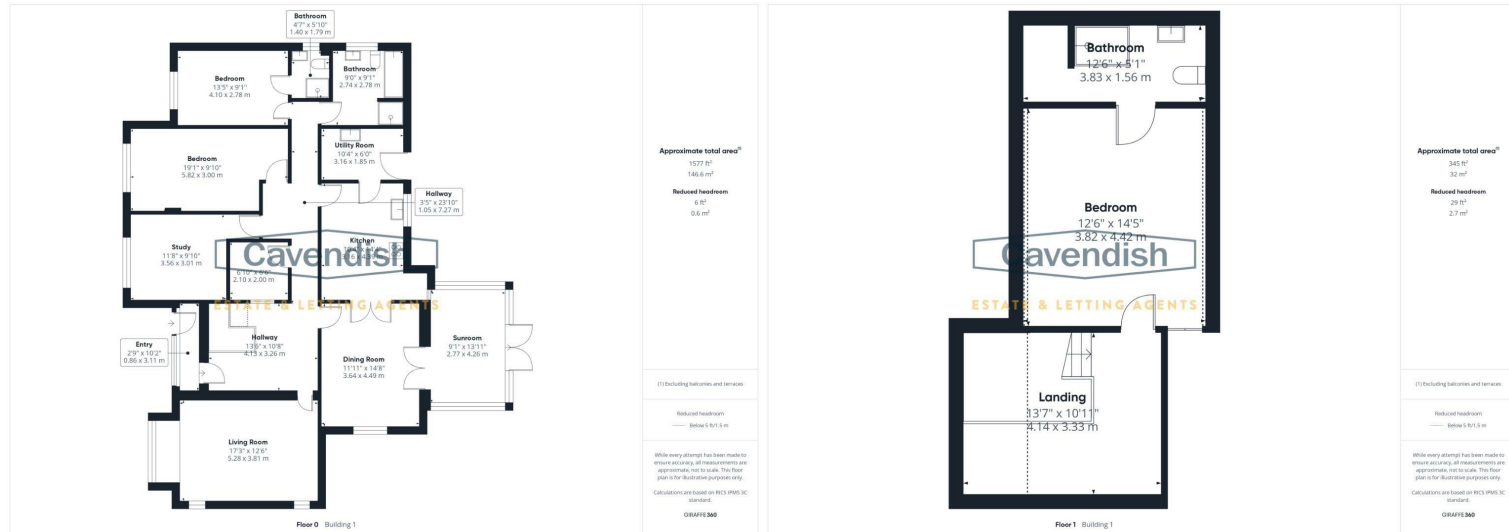 Bathroom
4'7" x 5'10"
1.40 x 1.79 m
Bedroom
13'5" x 9'1"
4.10 x 2.78 m
Bathroom
9'0" x 9'1"
2.74 x 2.78 m
Utility Room
10'4" x 6'0"
3.16 x 1.85 m
Bedroom
19'1" x 9'10"
5.82 x 3.00 m
Hallway
3'5" x 23'10"
1.05 x 7.27 m
Study
11'8" x 9'10"
3.56 x 3.01 m
Kitchen
Cavendish
6'10" x 6'6"
2.10 x 2.00 m
ESTATE & LETTING AGENTS
Entry
2'9" x 10'2"
0.86 x 3.11 m
Hallway
13'6" x 10'8"
4.13 x 3.26 m
Dining Room
11'11" x 14'8"
3.64 x 4.49 m
Sunroom
9'1" x 13'11"
2.77 x 4.26 m
Living Room
17'3" x 12'6"
5.28 x 3.81 m
Floor 0 Building 1
Approximate total area(1)
1577 ft²
146.6 m²
Reduced headroom
6 ft²
0.6 m²
(1) Excluding balconies and terraces
Reduced headroom
Below 5 ft/1.5 m
While every attempt has been made to
ensure accuracy, all measurements are
approximate, not to scale. This floor
plan is for illustrative purposes only.
Calculations are based on RICS IPMS 3C
standard.
GIRAFFE360
Bathroom
12'6" x 5'1"
3.83 x 1.56 m
Bedroom
12'6" x 14'5"
3.82 x 4.42 m
Cavendish
ESTATE & LETTING AGENTS
Landing
13'7" x 10'11"
4.14 x 3.33 m
Floor 1 Building 1
Approximate total area(1)
345 ft²
32 m²
Reduced headroom
29 ft²
2.7 m²
(1) Excluding balconies and terraces
Reduced headroom
Below 5 ft/1.5 m
While every attempt has been made to
ensure accuracy, all measurements are
approximate, not to scale. This floor
plan is for illustrative purposes only.
Calculations are based on RICS IPMS 3C
standard.
GIRAFFE360